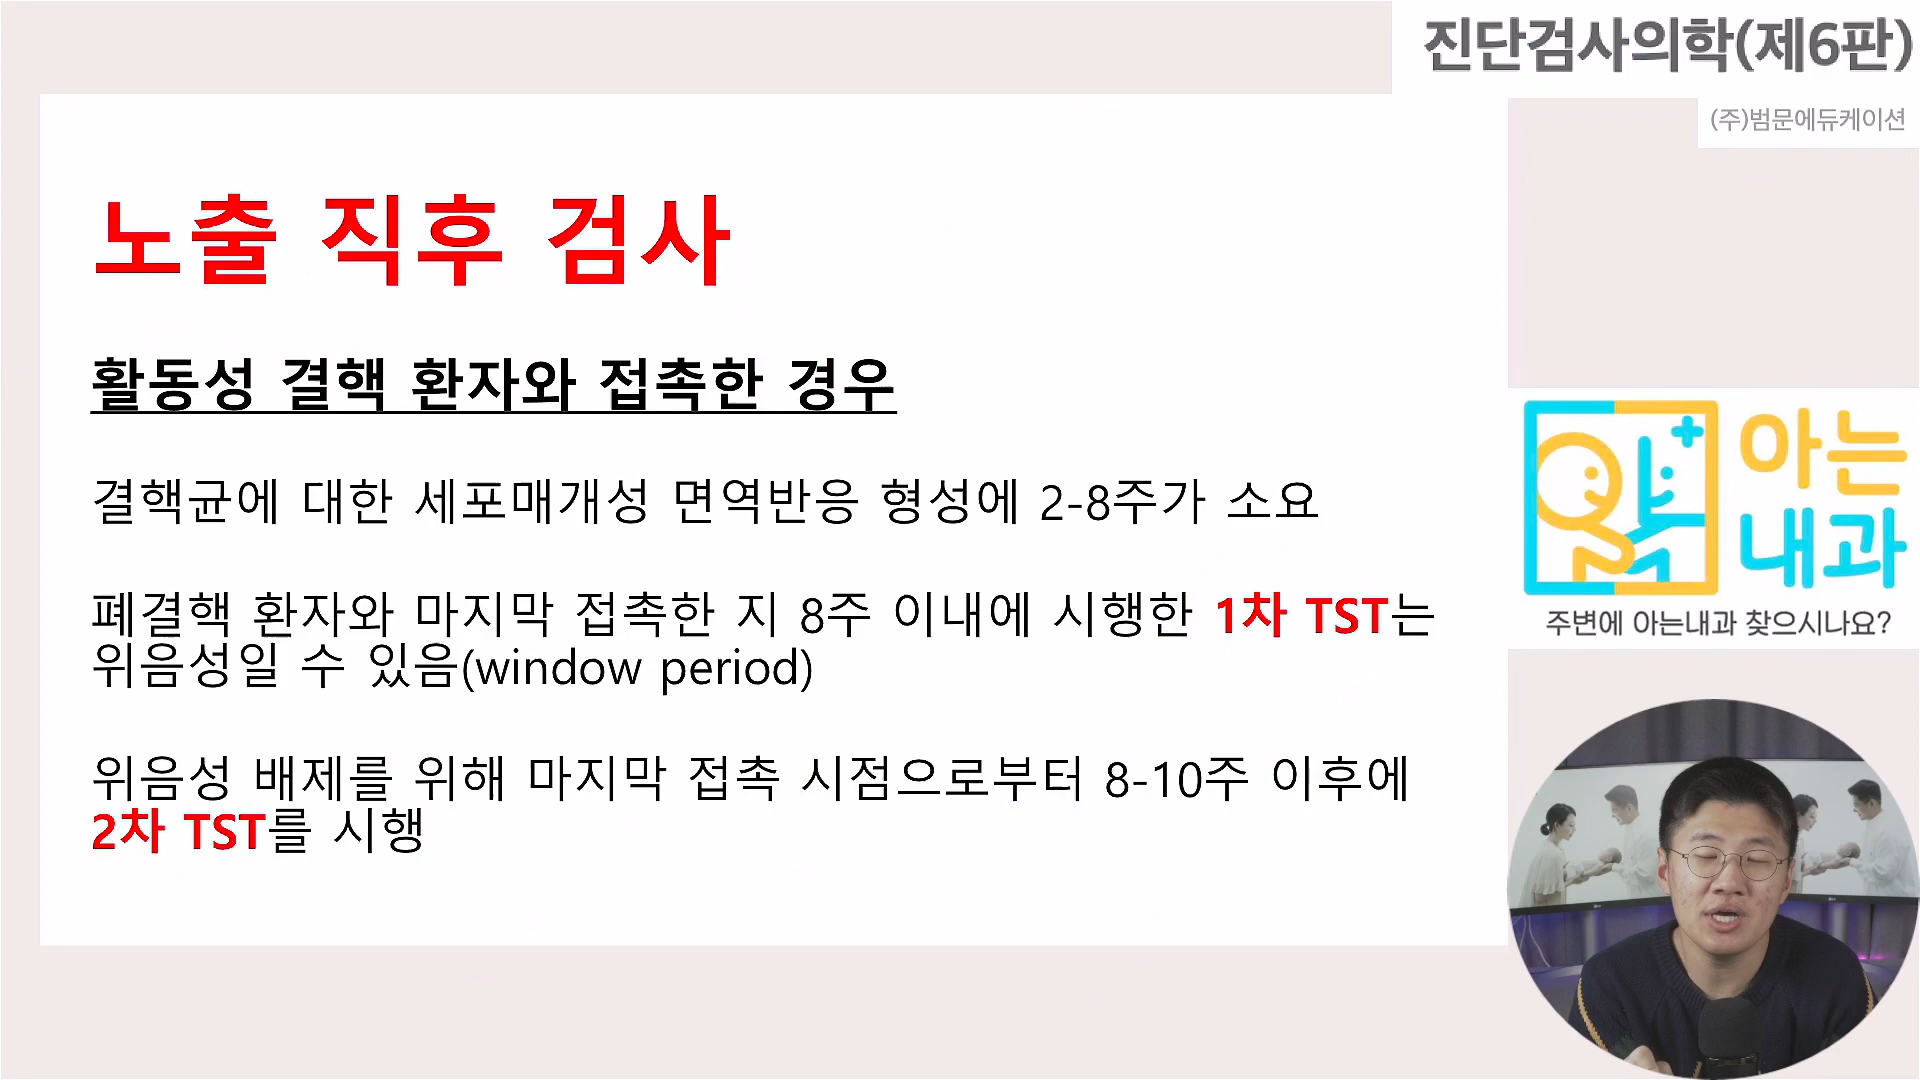 진단검사의학(제6판)
(주)범문에듀케이션
노출 직후 검사
활동성 결핵 환자와 접촉한 경우
결핵균에 대한 세포매개성 면역반응 형성에 2-8주가 소요
폐결핵 환자와 마지막 접촉한 지 8주 이내에 시행한 1차 TST는
위음성일 수 있음(window period)
위음성 배제를 위해 마지막 접촉 시점으로부터 8-10주 이후에
2차 TST를 시행
아는
내과
주변에 아는내과 찾으시나요?